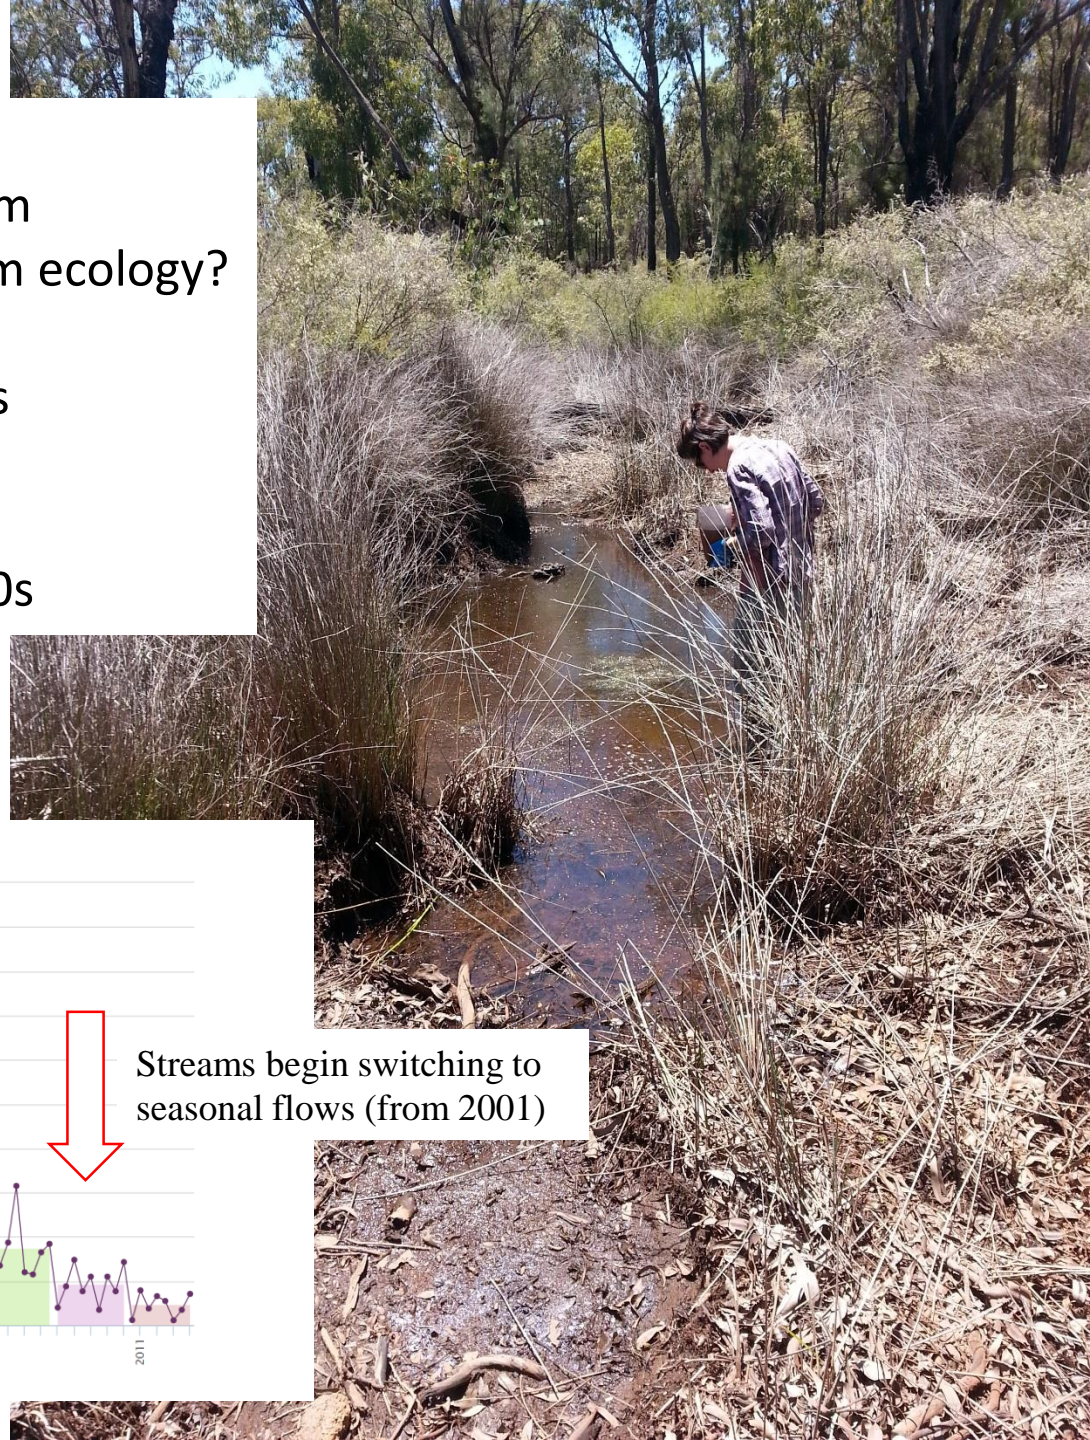 m
m ecology?
s
0s
Streams begin switching to
seasonal flows (from 2001)
2011